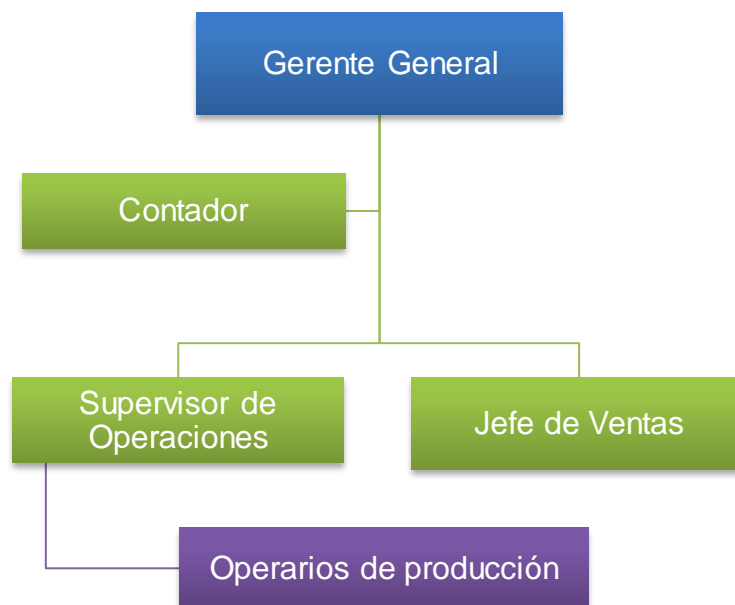 Gerente General
Contador
Supervisor de
Operaciones
Jefe de Ventas
Operarios de producción